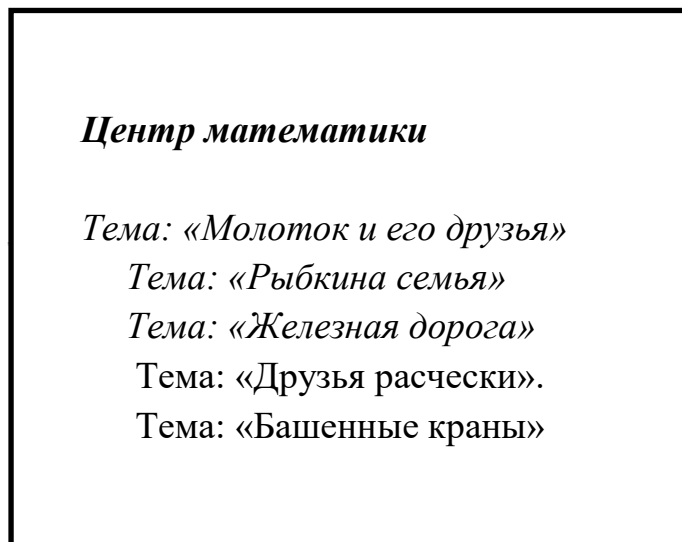 Центр математики
Тема: «Молоток и его друзья»
Тема: «Рыбкина семья»
Тема: «Железная дорога»
Тема: «Друзья расчески».
Тема: «Башенные краны»